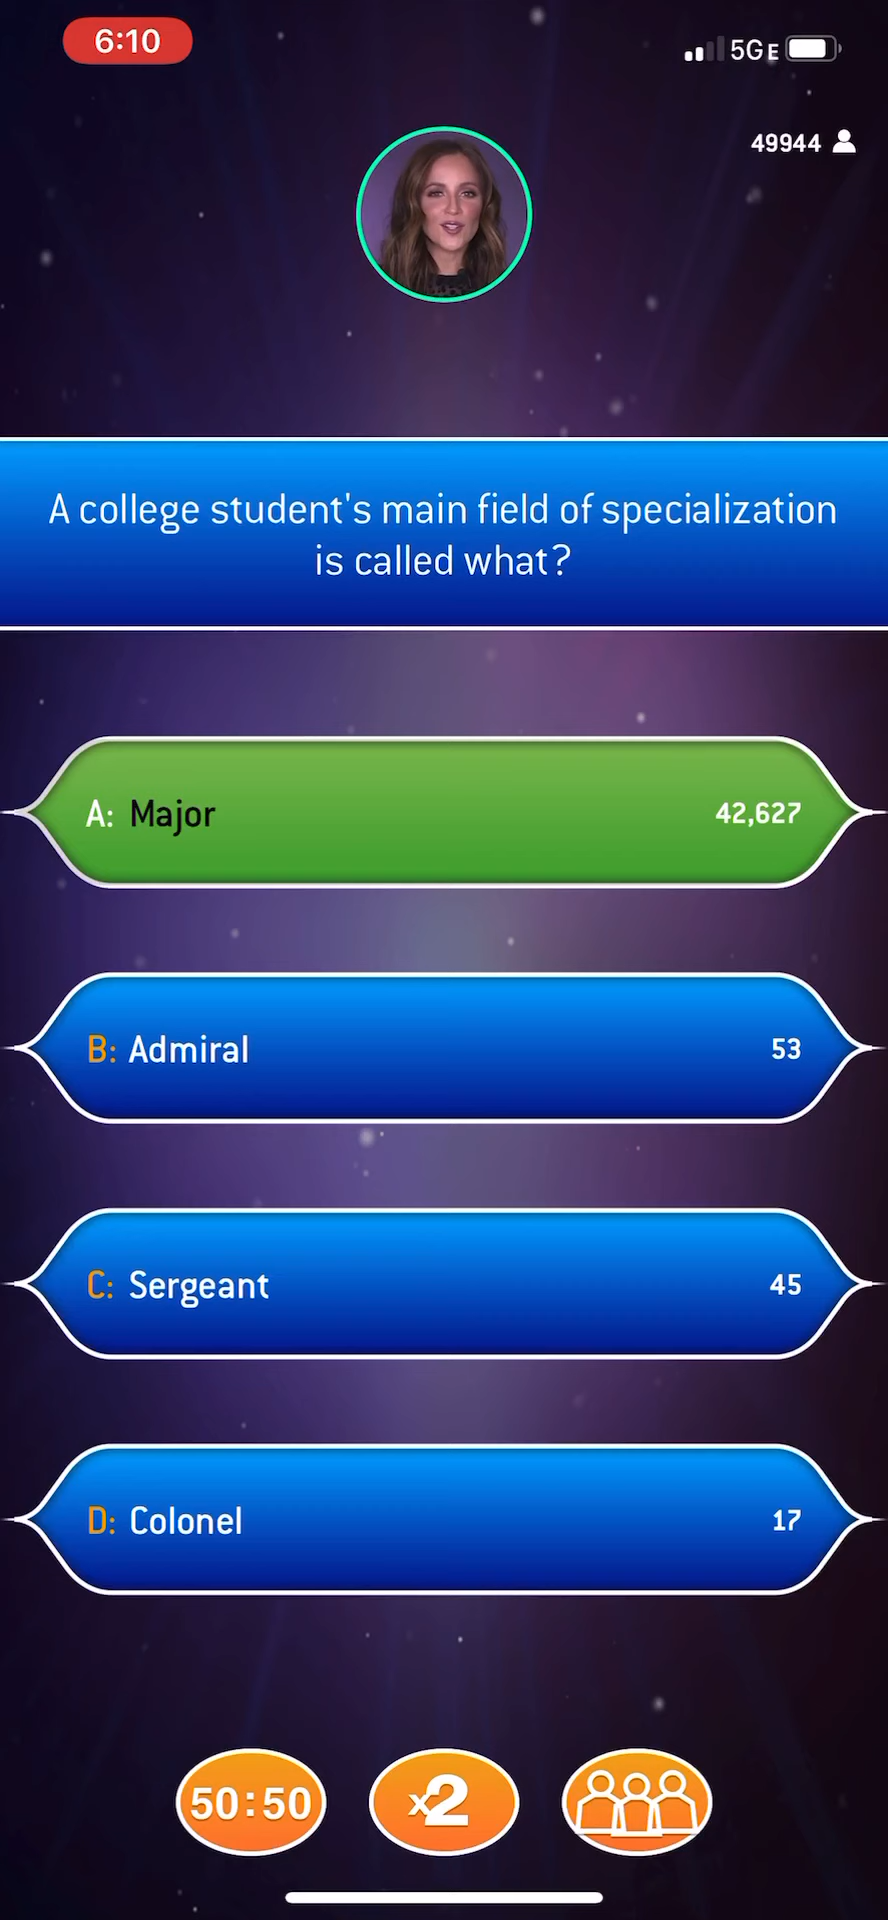 6:10
5GE
49944
A college student's main field of specialization
is called what?
A: Major 42,627
B: Admiral 53
C: Sergeant 45
D: Colonel 17
50:50 x2